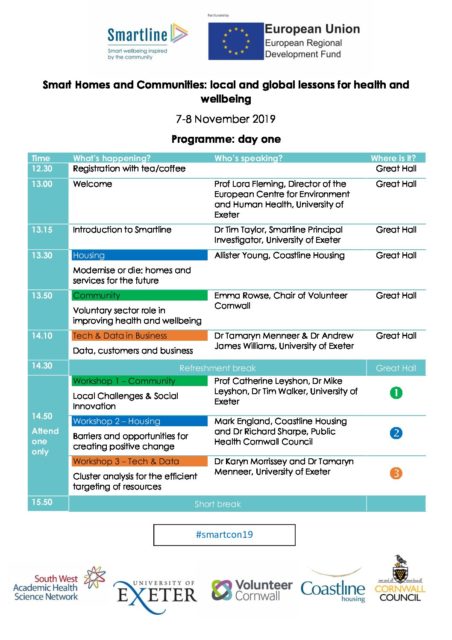 Part funded by
Smartline
Smart wellbeing inspired
by the community
European Union
European Regional
Development Fund
Smart Homes and Communities: local and global lessons for health and
wellbeing
7-8 November 2019
Programme: day one
Time What's happening? Who's speaking? Where is it?
12.30 Registration with tea/coffee Great Hall
13.00 Welcome Prof Lora Fleming, Director of the Great Hall
European Centre for Environment
and Human Health, University of
Exeter
13.15 Introduction to Smartline Dr Tim Taylor, Smartline Principal Great Hall
Investigator, University of Exeter
13.30 Housing Allister Young, Coastline Housing Great Hall
Modernise or die: homes and
services for the future
13.50 Community Emma Rowse, Chair of Volunteer Great Hall
Cornwall
Voluntary sector role in
improving health and wellbeing
14.10 Tech & Data in Business Dr Tamaryn Menneer & Dr Andrew Great Hall
James Williams, University of Exeter
Data, customers and business
14.30 Refreshment break Great Hall
Workshop 1 – Community Prof Catherine Leyshon, Dr Mike
Leyshon, Dr Tim Walker, University of
Exeter
Local Challenges & Social
Innovation
1
14.50
Attend
one
only
Workshop 2 – Housing Mark England, Coastline Housing
and Dr Richard Sharpe, Public
Health Cornwall Council
Barriers and opportunities for
creating positive change
2
Workshop 3 – Tech & Data Dr Karyn Morrissey and Dr Tamaryn
Menneer, University of Exeter
Cluster analysis for the efficient
targeting of resources
3
15.50 Short break
#smartcon19
South West
Academic Health
Science Network
UNIVERSITY OF
EXETER
Volunteer
Cornwall
Coastline
housing
CORNWALL
COUNCIL